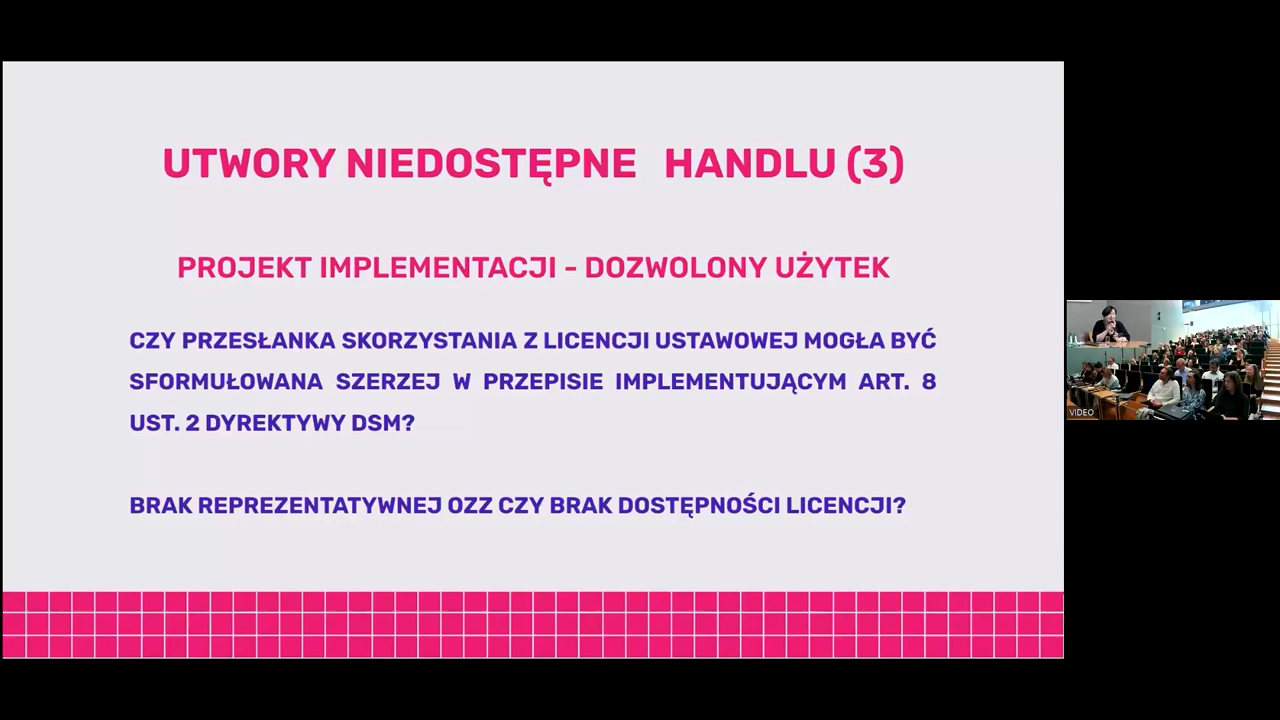 UTWORY NIEDOSTĘPNE HANDLU (3)
PROJEKT IMPLEMENTACJI - DOZWOLONY UŻYTEK
CZY PRZESŁANKA SKORZYSTANIA Z LICENCJI USTAWOWEJ MOGŁA BYĆ
SFORMUŁOWANA SZERZEJ W PRZEPISIE IMPLEMENTUJĄCYM ART. 8
UST. 2 DYREKTYWY DSM?
BRAK REPREZENTATYWNEJ OZZ CZY BRAK DOSTĘPNOŚCI LICENCJI?
VIDEO